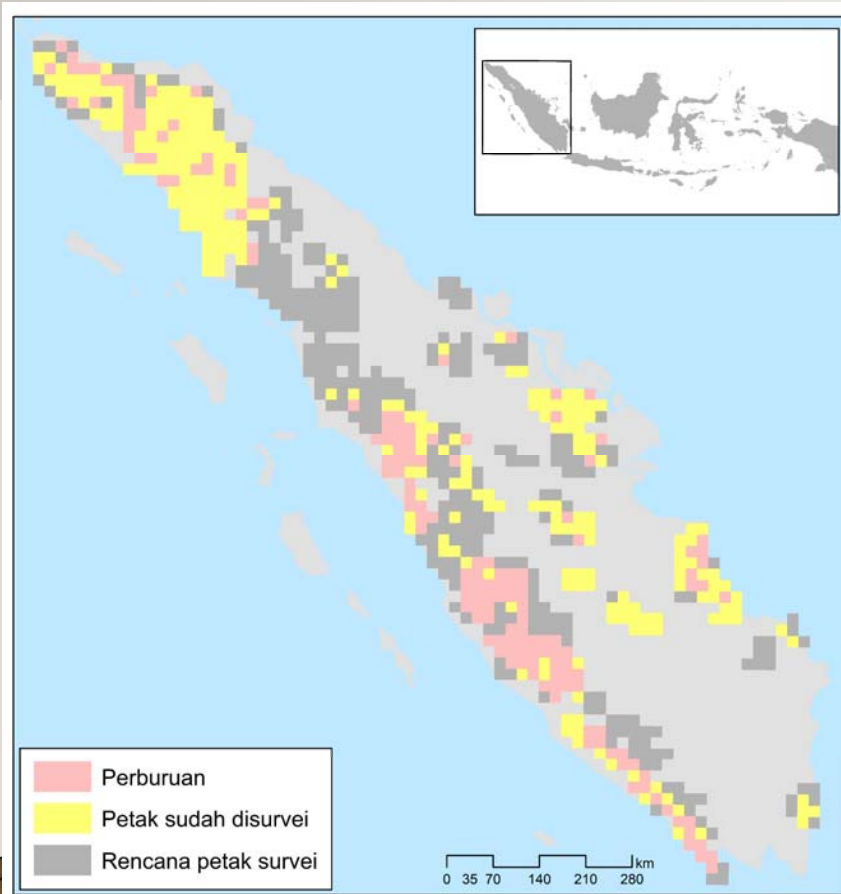 Perburuan
Petak sudah disurvei
Rencana petak survei
km
0 35 70 140 210 280